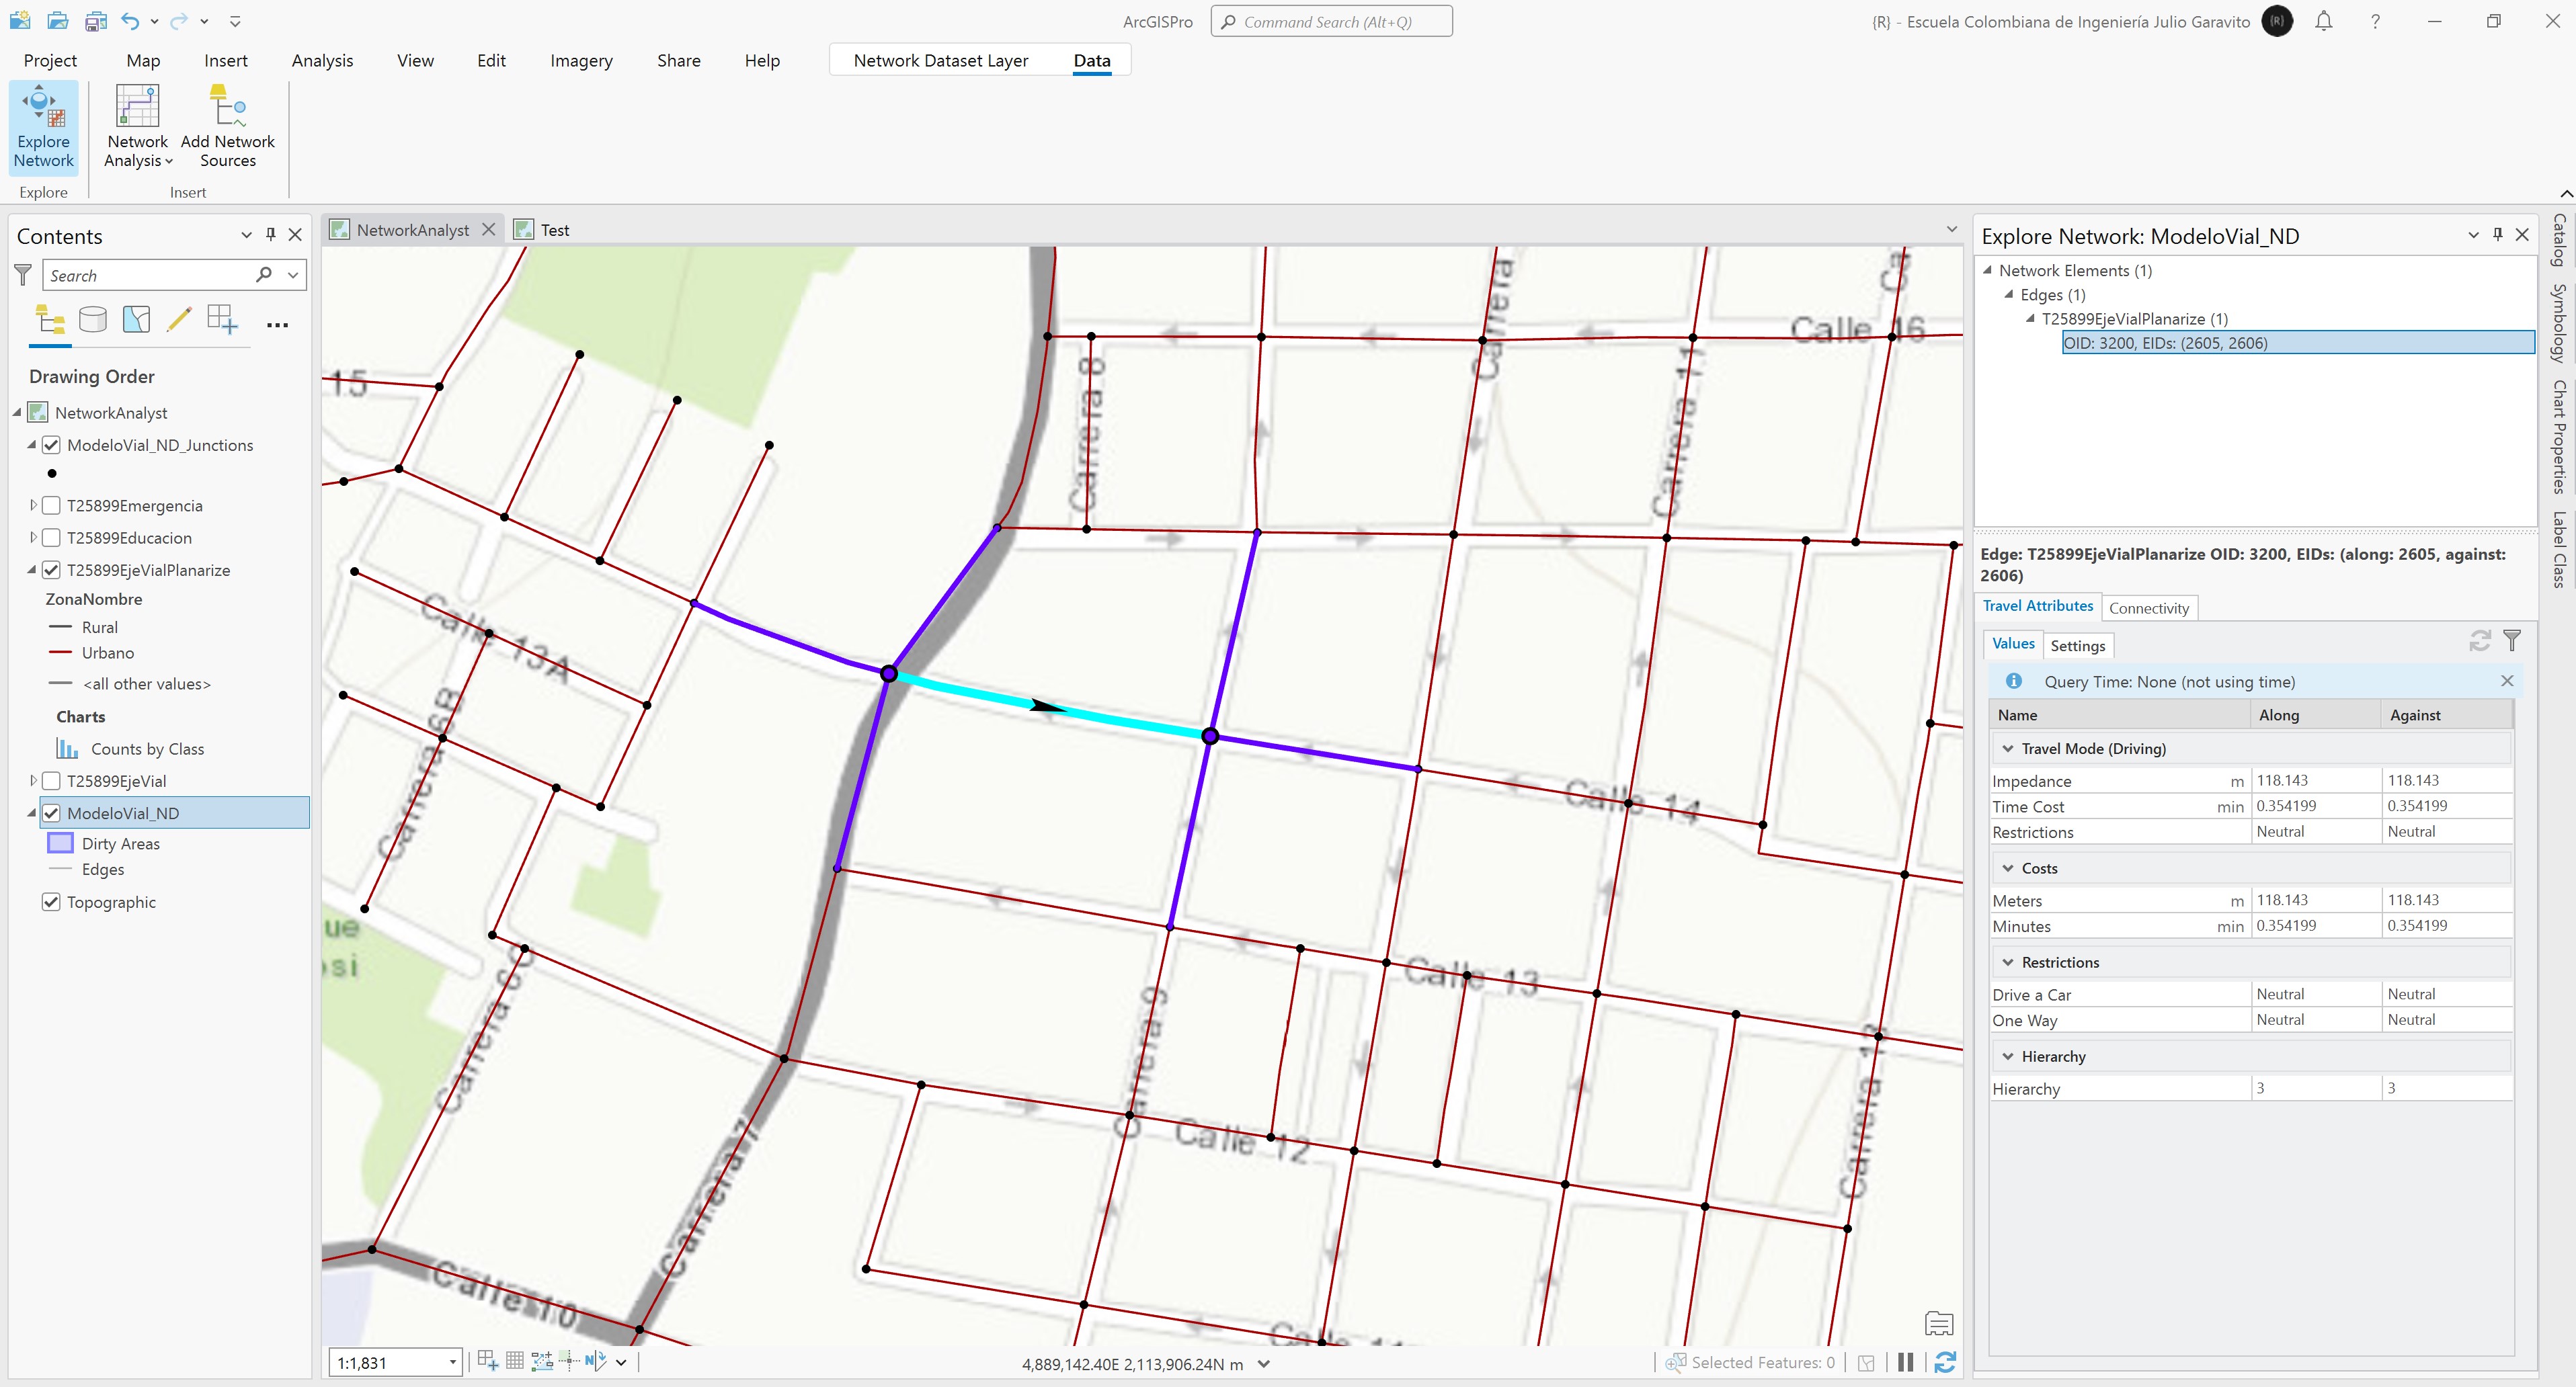 ArcGISPro
Command Search (Alt+Q)
{R} - Escuela Colombiana de Ingeniería Julio Garavito
{R}
?
Project
Map
Insert
Analysis
View
Edit
Imagery
Share
Help
Network Dataset Layer
Data
Explore Network
Network Analysis
Add Network Sources
Explore
Insert
Contents
Search
Drawing Order
NetworkAnalyst
ModeloVial_ND_Junctions
T25899Emergencia
T25899Educacion
T25899EjeVialPlanarize
ZonaNombre
Rural
Urbano
<all other values>
Charts
Counts by Class
T25899EjeVial
ModeloVial_ND
Dirty Areas
Edges
Topographic
NetworkAnalyst
Test
15
Carrera
Ca
Calle 16
Carrera 8
Carrera 11
Calle 13A
Carrera 6B
Calle 14
ue
osi
Calle 13
Carrera 6C
Carrera 9
Carrera 13
Calle 12
Carrera 7
Calle 10
1:1,831
4,889,142.40E 2,113,906.24N m
Selected Features: 0
Explore Network: ModeloVial_ND
Network Elements (1)
Edges (1)
T25899EjeVialPlanarize (1)
OID: 3200, EIDs: (2605, 2606)
Edge: T25899EjeVialPlanarize OID: 3200, EIDs: (along: 2605, against:
2606)
Travel Attributes
Connectivity
Values
Settings
Query Time: None (not using time)
Name Along Against
Travel Mode (Driving)
Impedance m 118.143 118.143
Time Cost min 0.354199 0.354199
Restrictions Neutral Neutral
Costs
Meters m 118.143 118.143
Minutes min 0.354199 0.354199
Restrictions
Drive a Car Neutral Neutral
One Way Neutral Neutral
Hierarchy
Hierarchy 3 3
Catalog
Symbology
Chart Properties
Label Class